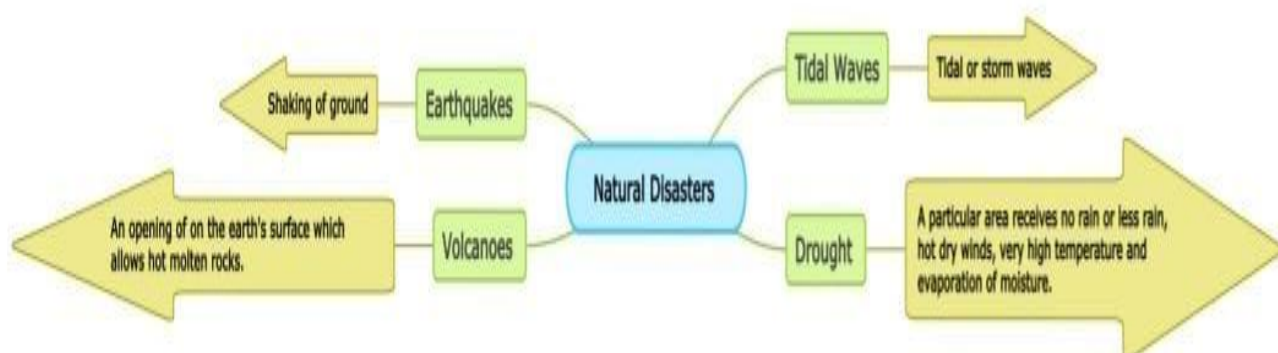 Natural Disasters
Earthquakes
Shaking of ground
Volcanoes
An opening of on the earth's surface which
allows hot molten rocks.
Tidal Waves
Tidal or storm waves
Drought
A particular area receives no rain or less rain,
hot dry winds, very high temperature and
evaporation of moisture.